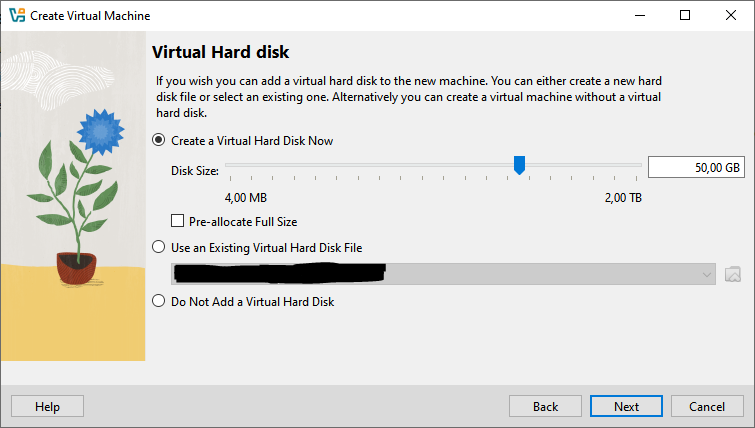 Create Virtual Machine
Virtual Hard disk
If you wish you can add a virtual hard disk to the new machine. You can either create a new hard
disk file or select an existing one. Alternatively you can create a virtual machine without a virtual
hard disk.
Create a Virtual Hard Disk Now
Disk Size:
50,00 GB
4,00 MB
2,00 TB
Pre-allocate Full Size
Use an Existing Virtual Hard Disk File
Do Not Add a Virtual Hard Disk
Help
Back
Next
Cancel